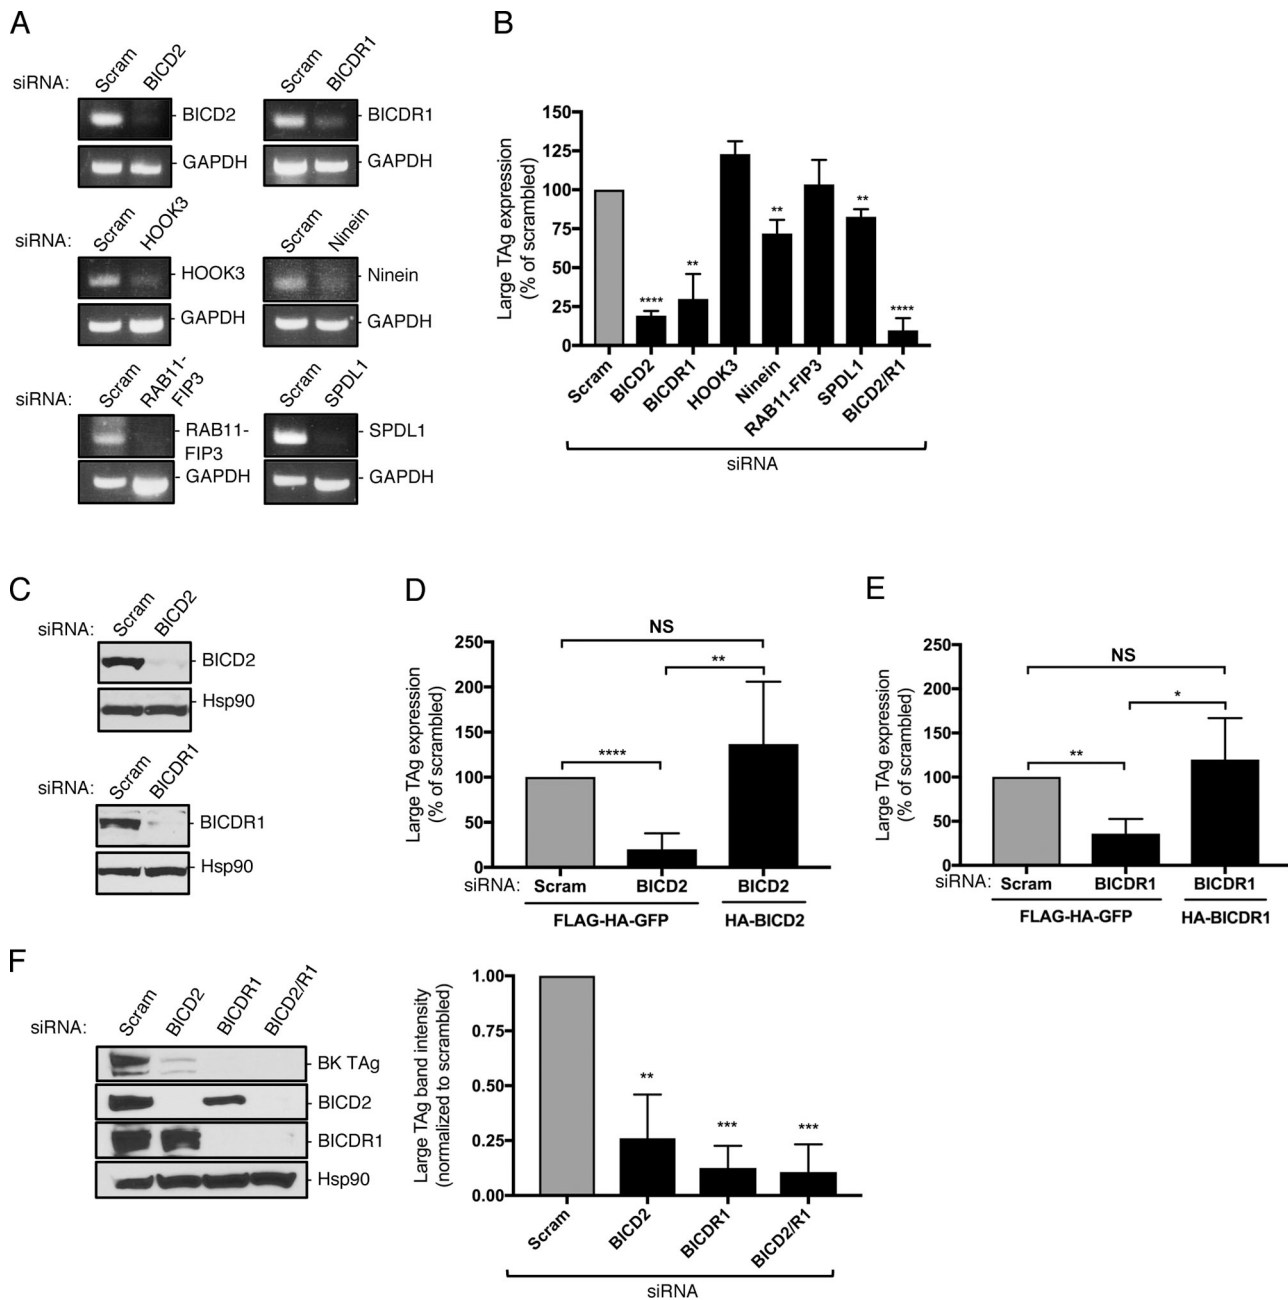 A
siRNA: Scram BICD2
BICD2
GAPDH
Scram BICDR1
BICDR1
GAPDH
siRNA: Scram HOOK3
HOOK3
GAPDH
Scram Ninein
Ninein
GAPDH
siRNA: Scram RAB11-
FIP3
RAB11-
FIP3
GAPDH
Scram SPDL1
SPDL1
GAPDH
B
Large TAg expression
(% of scrambled)
150
100
75
50
25
0
****
**
**
**
****
Scram
BICD2
BICDR1
HOOK3
Ninein
RAB11-FIP3
SPDL1
BICD2/R1
siRNA
C
siRNA: Scram BICD2
BICD2
Hsp90
siRNA: Scram BICDR1
BICDR1
Hsp90
D
Large TAg expression
(% of scrambled)
250
200
150
100
50
0
NS
**
****
siRNA: Scram BICD2 BICD2
FLAG-HA-GFP HA-BICD2
E
Large TAg expression
(% of scrambled)
250
200
150
100
50
0
NS
*
**
siRNA: Scram BICDR1 BICDR1
FLAG-HA-GFP HA-BICDR1
F
siRNA: Scram BICD2 BICDR1 BICD2/R1
BK TAg
BICD2
BICDR1
Hsp90
Large TAg band intensity
(normalized to scrambled)
1.00
0.75
0.50
0.25
0.00
**
***
***
Scram
BICD2
BICDR1
BICD2/R1
siRNA